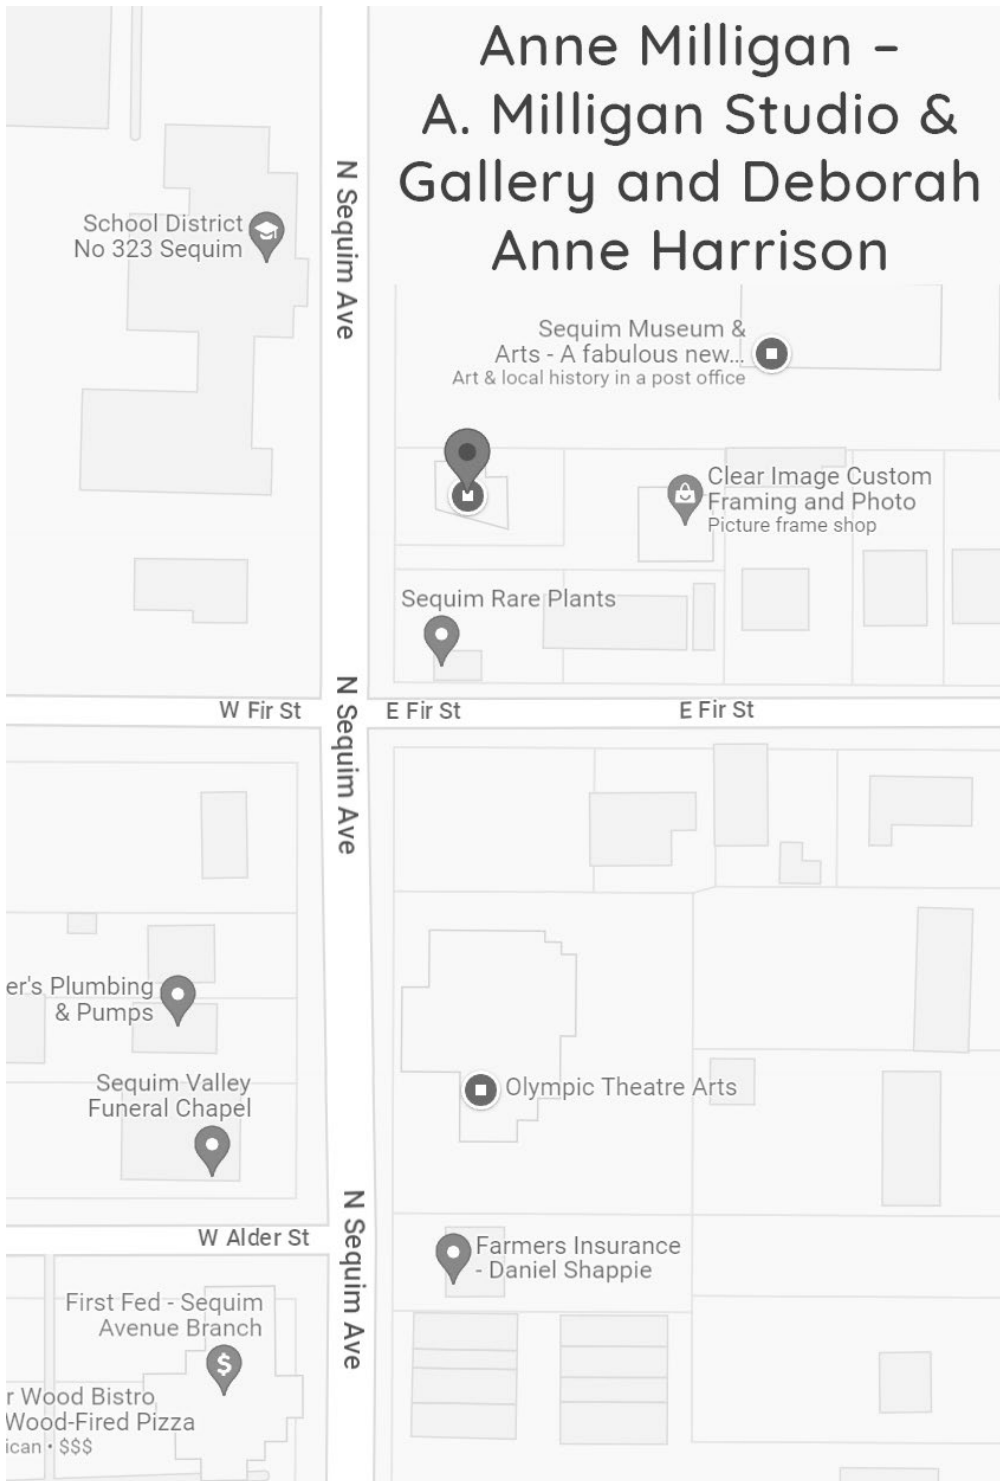 Anne Milligan –
A. Milligan Studio &
Gallery and Deborah
Anne Harrison
N Sequim Ave
School District
No 323 Sequim
Sequim Museum &
Arts - A fabulous new...
Art & local history in a post office
Clear Image Custom
Framing and Photo
Picture frame shop
Sequim Rare Plants
W Fir St
E Fir St
E Fir St
N Sequim Ave
er's Plumbing
& Pumps
Sequim Valley
Funeral Chapel
Olympic Theatre Arts
N Sequim Ave
W Alder St
Farmers Insurance
- Daniel Shappie
First Fed - Sequim
Avenue Branch
$
r Wood Bistro
Wood-Fired Pizza
ican • $$$